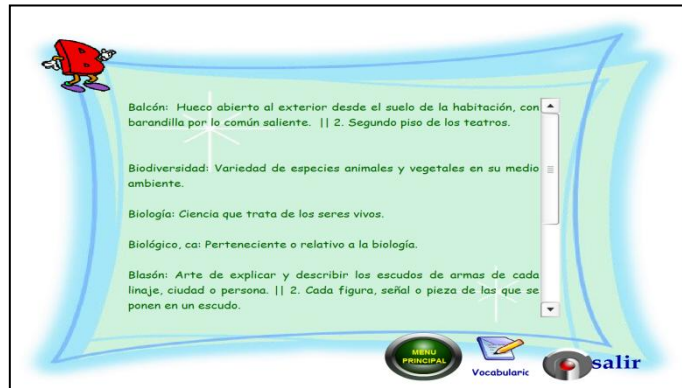 B
Balcón: Hueco abierto al exterior desde el suelo de la habitación, con
barandilla por lo común saliente. || 2. Segundo piso de los teatros.
Biodiversidad: Variedad de especies animales y vegetales en su medio
ambiente.
Biología: Ciencia que trata de los seres vivos.
Biológico, ca: Perteneciente o relativo a la biología.
Blasón: Arte de explicar y describir los escudos de armas de cada
linaje, ciudad o persona. || 2. Cada figura, señal o pieza de las que se
ponen en un escudo.
MENU
PRINCIPAL
Vocabulario
salir